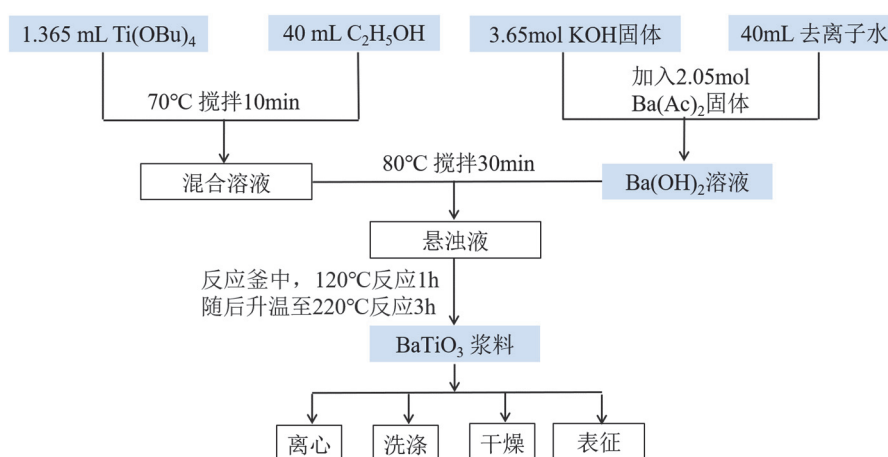 1.365 mL Ti(OBu)₄
40 mL C₂H₅OH
3.65mol KOH固体
40mL 去离子水
70℃ 搅拌10min
加入2.05mol
Ba(Ac)₂固体
混合溶液
80℃ 搅拌30min
Ba(OH)₂溶液
悬浊液
反应釜中，120℃反应1h
随后升温至220℃反应3h
BaTiO₃ 浆料
离心
洗涤
干燥
表征